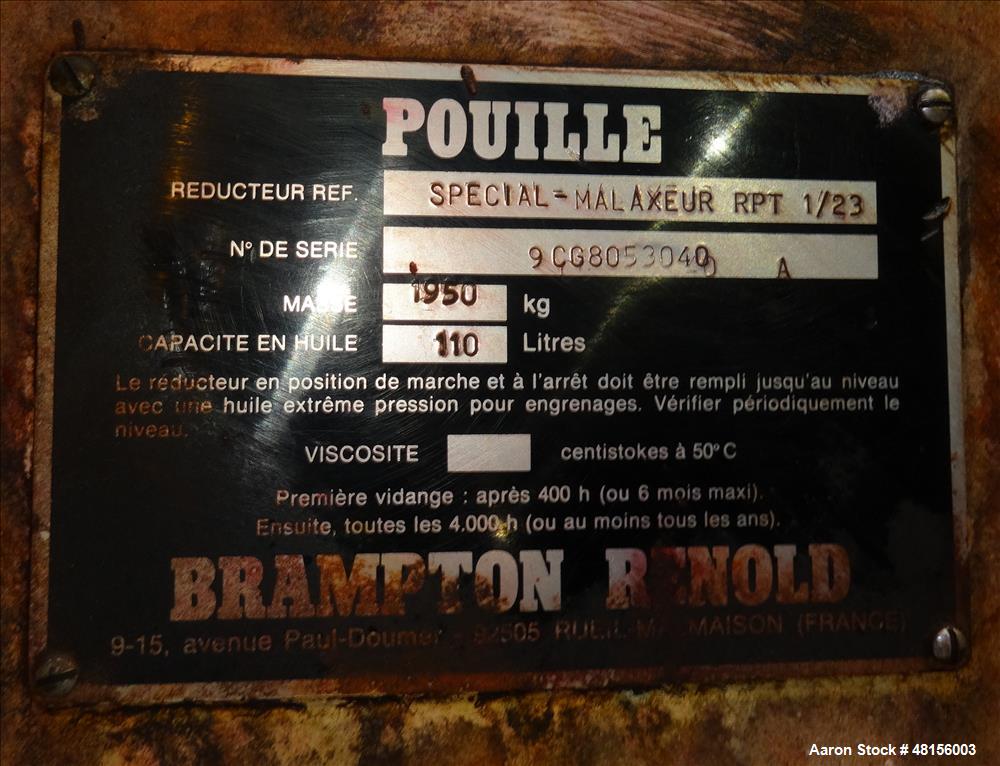 POUILLE
REDUCTEUR REF. SPECIAL-MALAXEUR RPT 1/23
N° DE SERIE 9CG8053040 A
MASSE 1950 kg
CAPACITE EN HUILE 110 Litres
Le réducteur en position de marche et à l'arrêt doit être rempli jusqu'au niveau
avec une huile extrême pression pour engrenages. Vérifier périodiquement le
niveau.
VISCOSITE centistokes à 50°C
Première vidange : après 400 h (ou 6 mois maxi).
Ensuite, toutes les 4.000 h (ou au moins tous les ans).
BRAMPTON RENOLD
9-15, avenue Paul-Doumer - 92505 RUEIL-MALMAISON (FRANCE)
Aaron Stock # 48156003